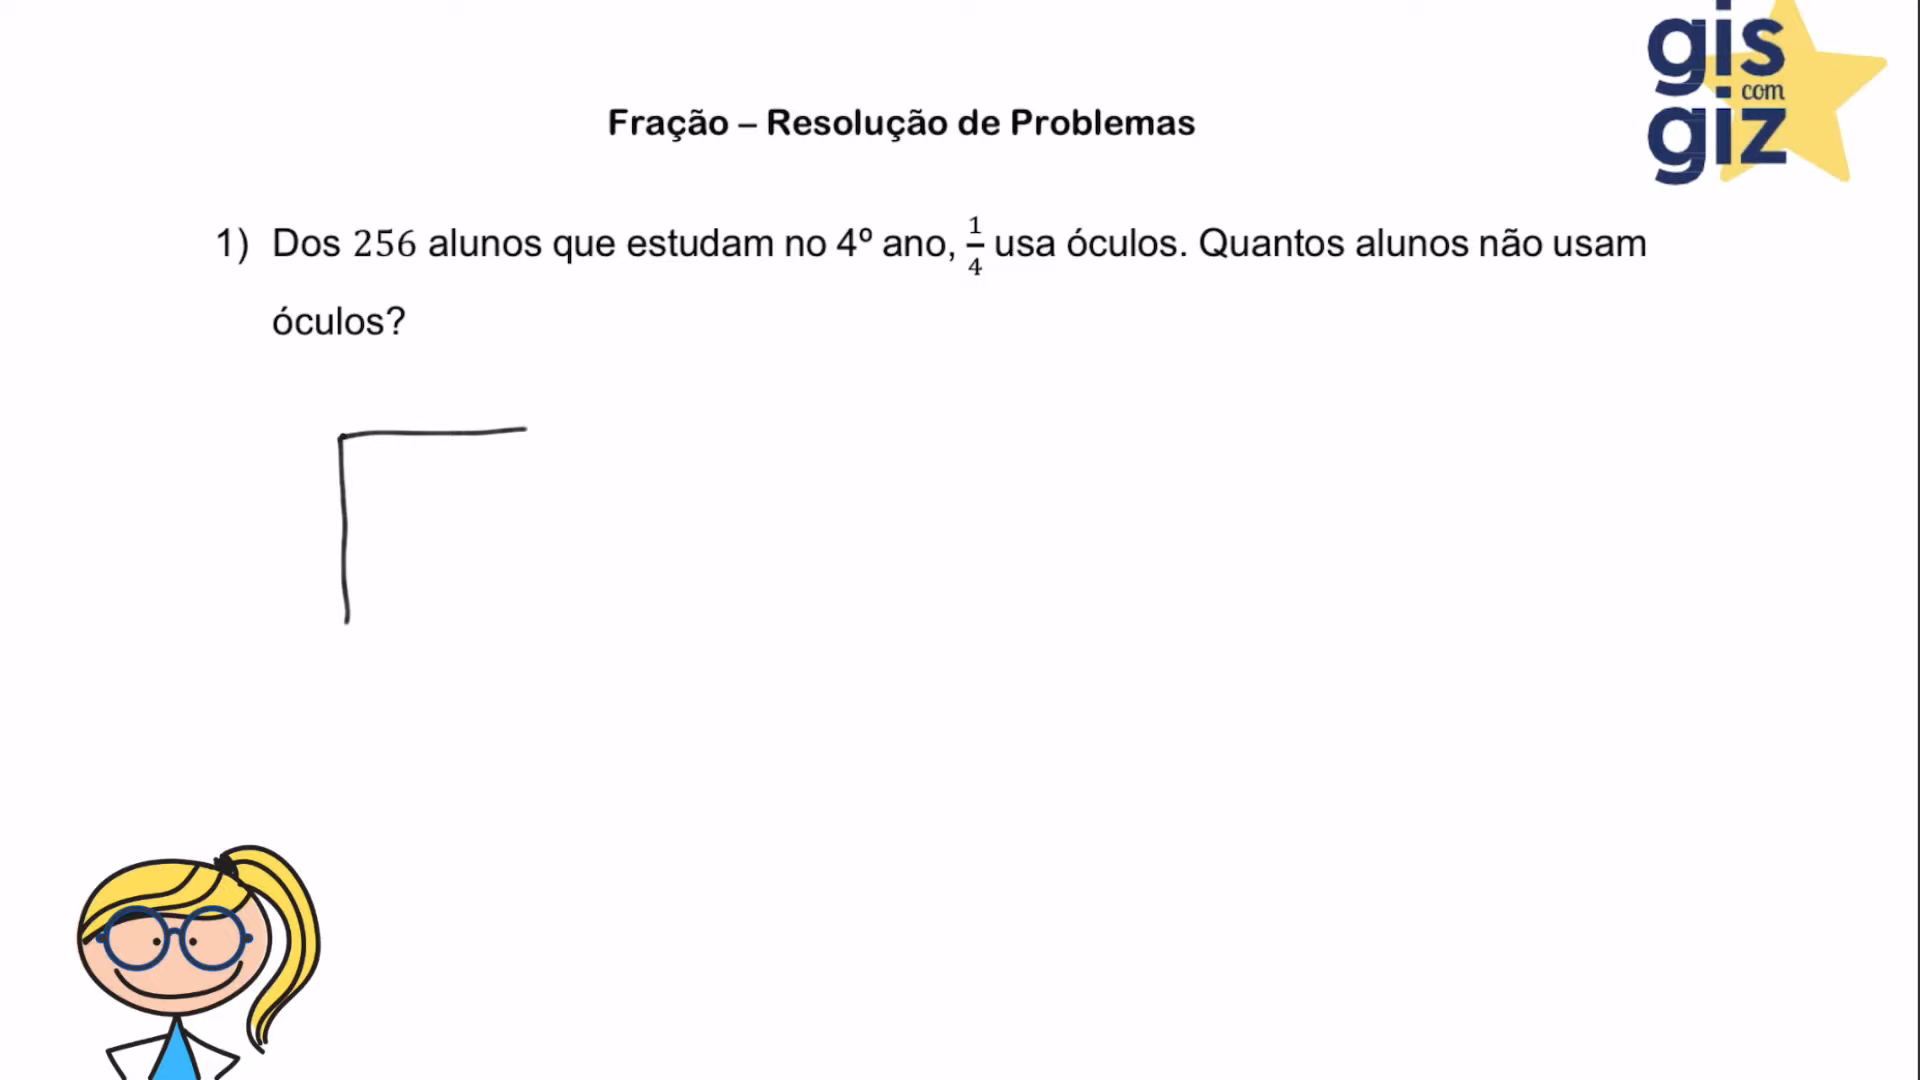 gis
com
giz
Fração – Resolução de Problemas
1) Dos 256 alunos que estudam no 4º ano, 1/4 usa óculos. Quantos alunos não usam
óculos?